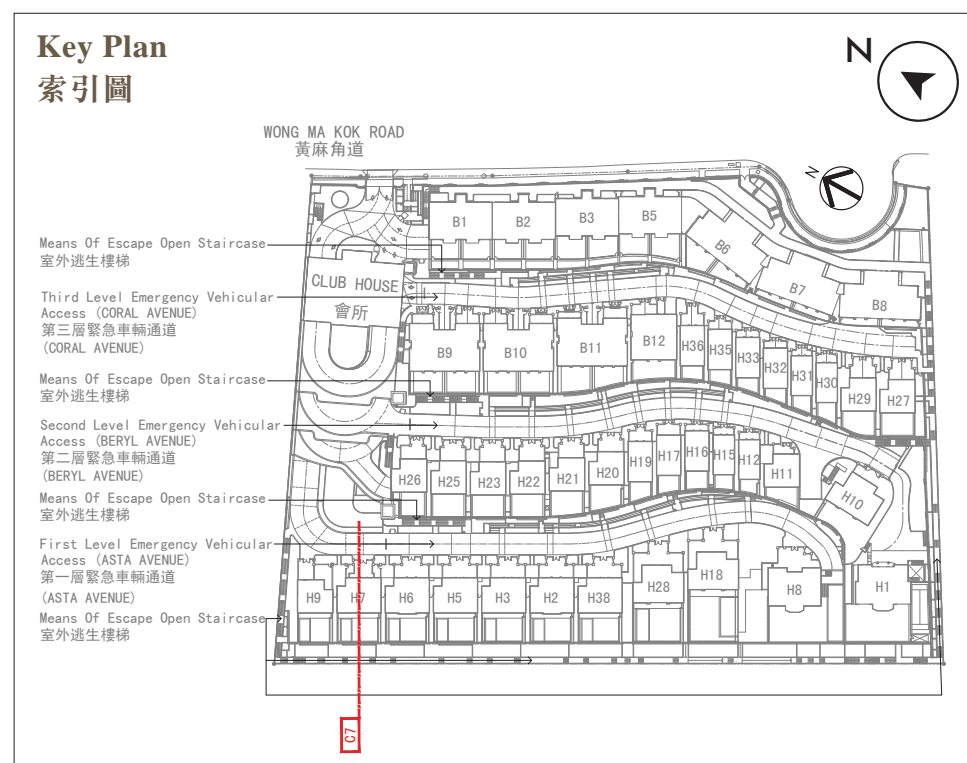 Key Plan
索引圖
N
WONG MA KOK ROAD
黃麻角道
N
B1
B2
B3
B5
B6
B7
B8
Means Of Escape Open Staircase
室外逃生樓梯
CLUB HOUSE
會所
Third Level Emergency Vehicular
Access (CORAL AVENUE)
第三層緊急車輛通道
(CORAL AVENUE)
B9
B10
B11
B12
H36
H35
H33
H32
H31
H30
H29
H27
Means Of Escape Open Staircase
室外逃生樓梯
Second Level Emergency Vehicular
Access (BERYL AVENUE)
第二層緊急車輛通道
(BERYL AVENUE)
H26
H25
H23
H22
H21
H20
H19
H17
H16
H15
H12
H11
H10
Means Of Escape Open Staircase
室外逃生樓梯
First Level Emergency Vehicular
Access (ASTA AVENUE)
第一層緊急車輛通道
(ASTA AVENUE)
H9
H7
H6
H5
H3
H2
H38
H28
H18
H8
H1
Means Of Escape Open Staircase
室外逃生樓梯
C7